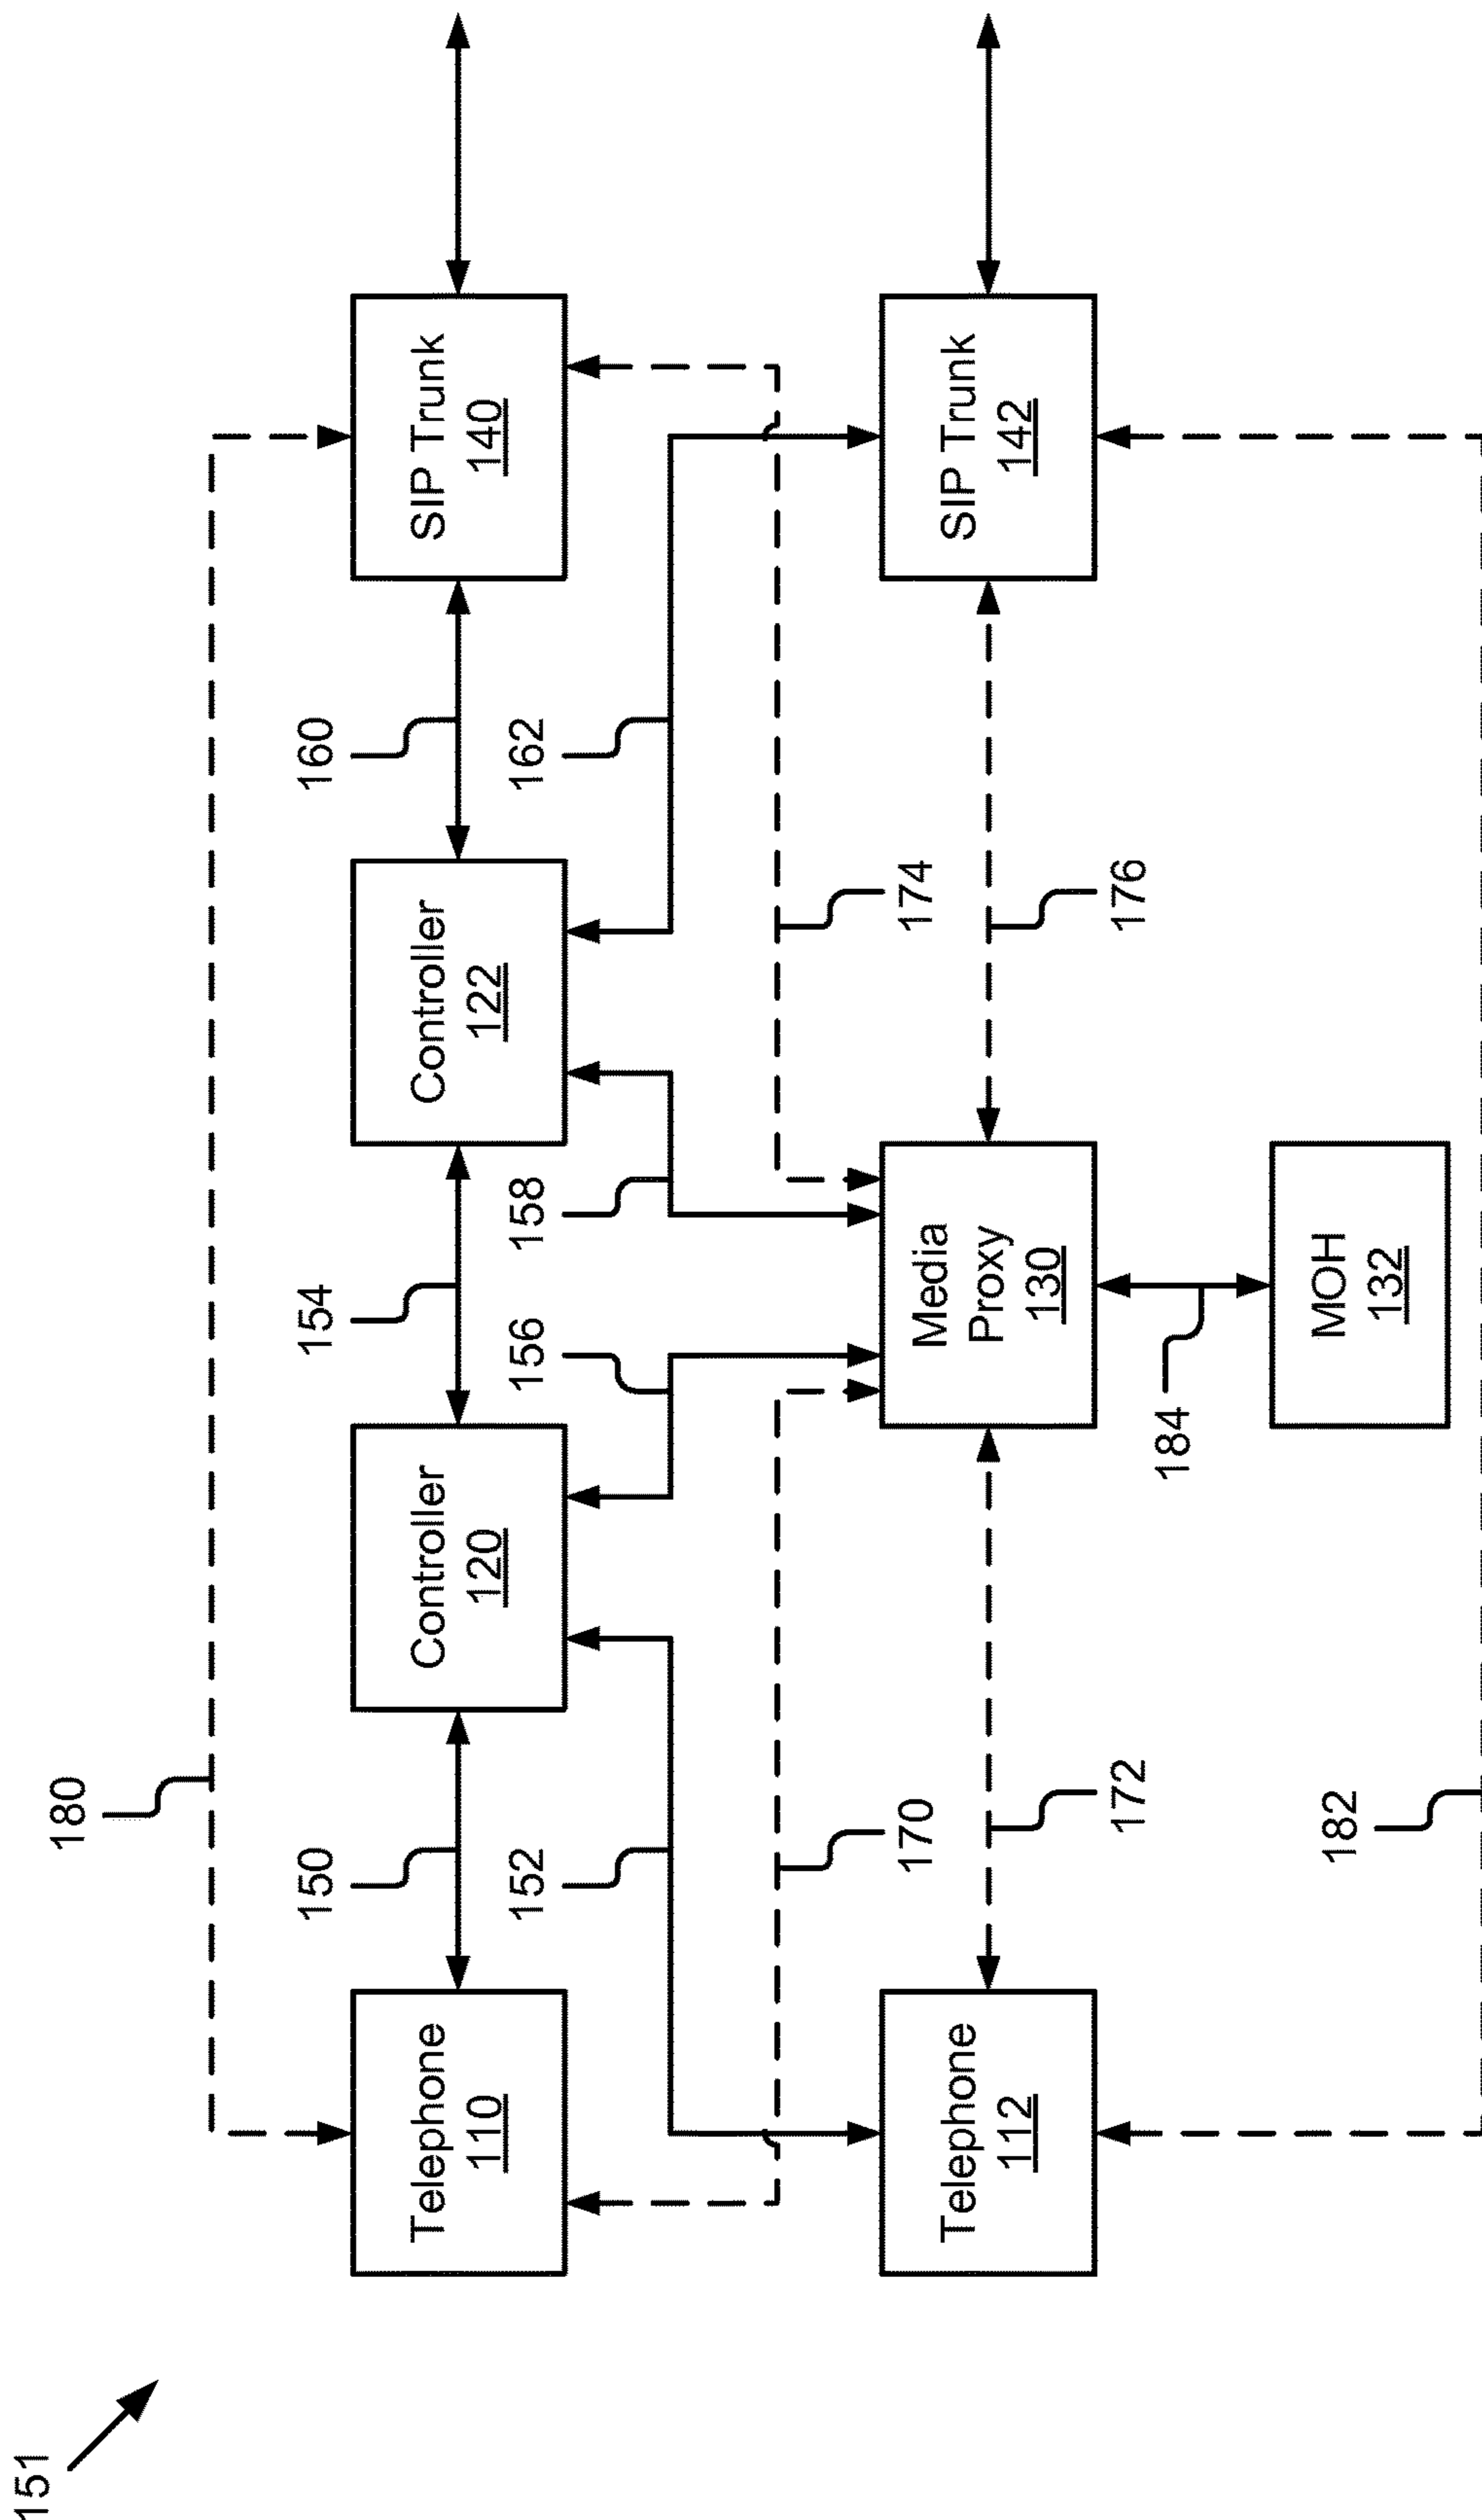 151
180
182
Telephone
110
150
Controller
120
154
Controller
122
160
SIP Trunk
140
152
156
158
162
170
174
Telephone
112
172
Media
Proxy
130
176
SIP Trunk
142
184
MOH
132